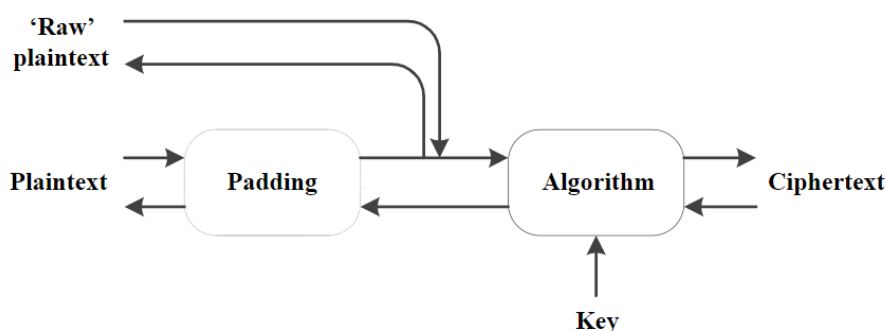 ‘Raw’
plaintext
Plaintext
Padding
Algorithm
Ciphertext
Key